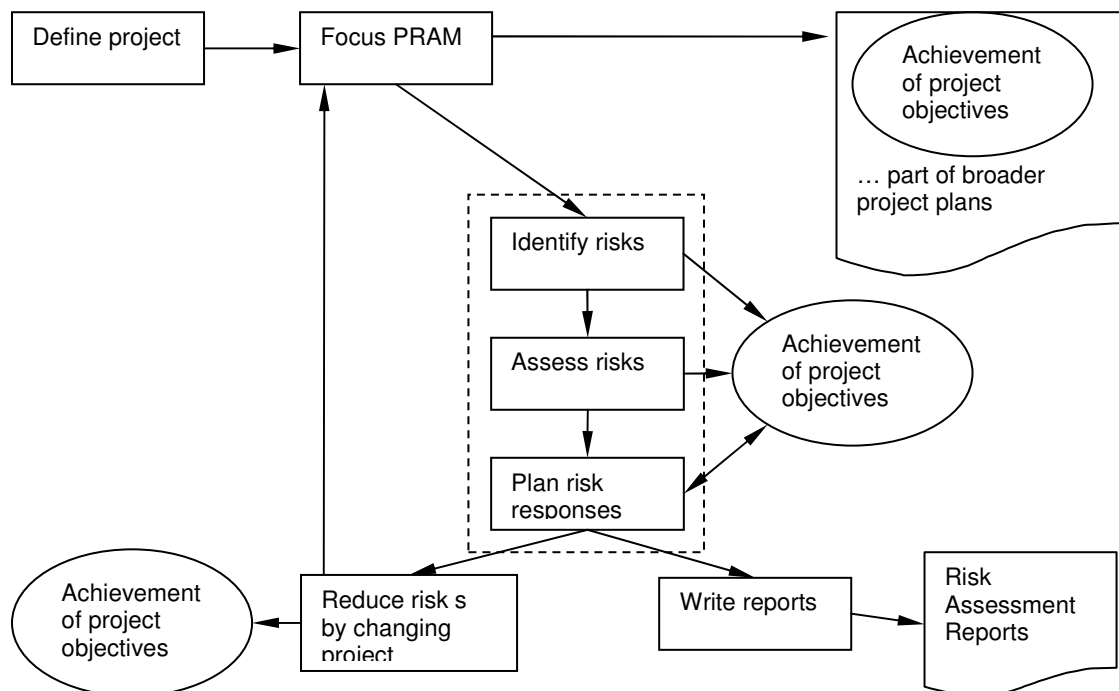 Define project
Focus PRAM
Achievement
of project
objectives
… part of broader
project plans
Identify risks
Assess risks
Achievement
of project
objectives
Plan risk
responses
Achievement
of project
objectives
Reduce risk s
by changing
project
Write reports
Risk
Assessment
Reports